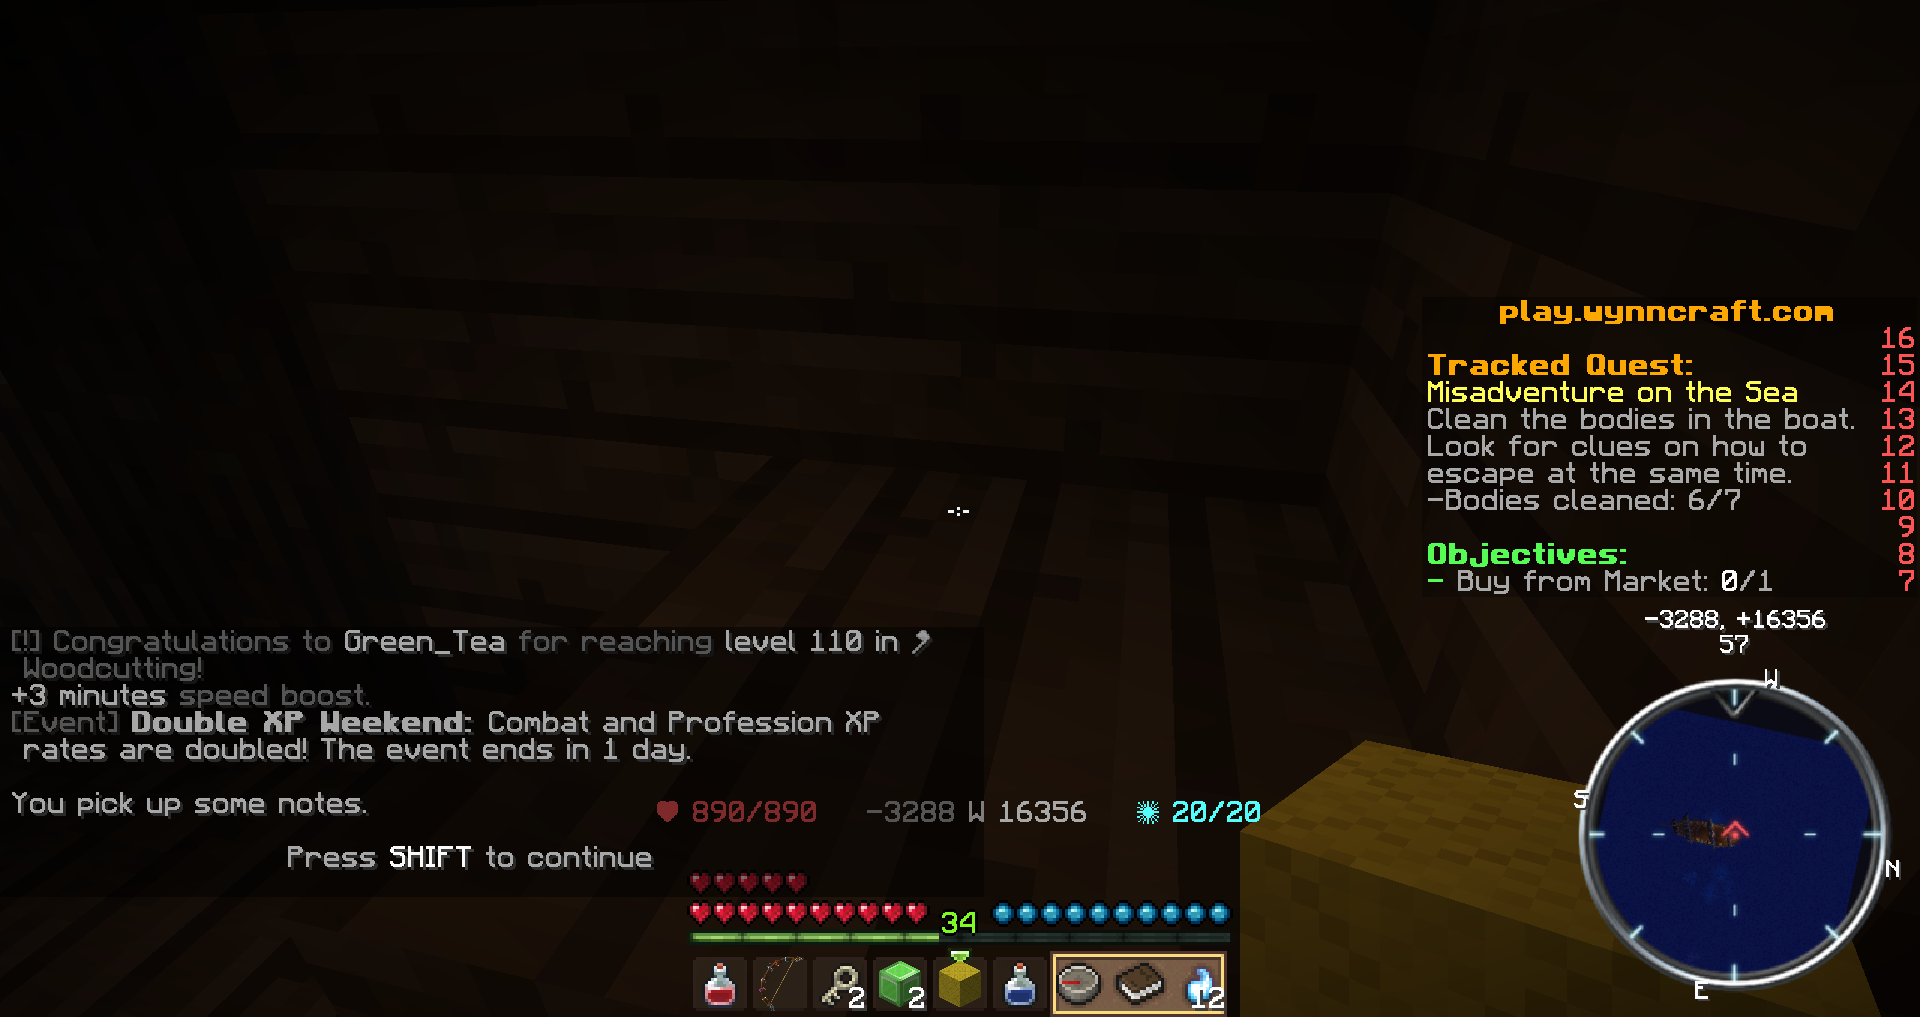 play.wynncraft.com
16
Tracked Quest: 15
Misadventure on the Sea 14
Clean the bodies in the boat. 13
Look for clues on how to 12
escape at the same time. 11
-Bodies cleaned: 6/7 10
9
Objectives: 8
- Buy from Market: 0/1 7
-3288, +16356
57
W
S
N
E
[!] Congratulations to Green_Tea for reaching level 110 in
Woodcutting!
+3 minutes speed boost.
[Event] Double XP Weekend: Combat and Profession XP
rates are doubled! The event ends in 1 day.
You pick up some notes.
Press SHIFT to continue
890/890 -3288 W 16356 20/20
34
2 2 12